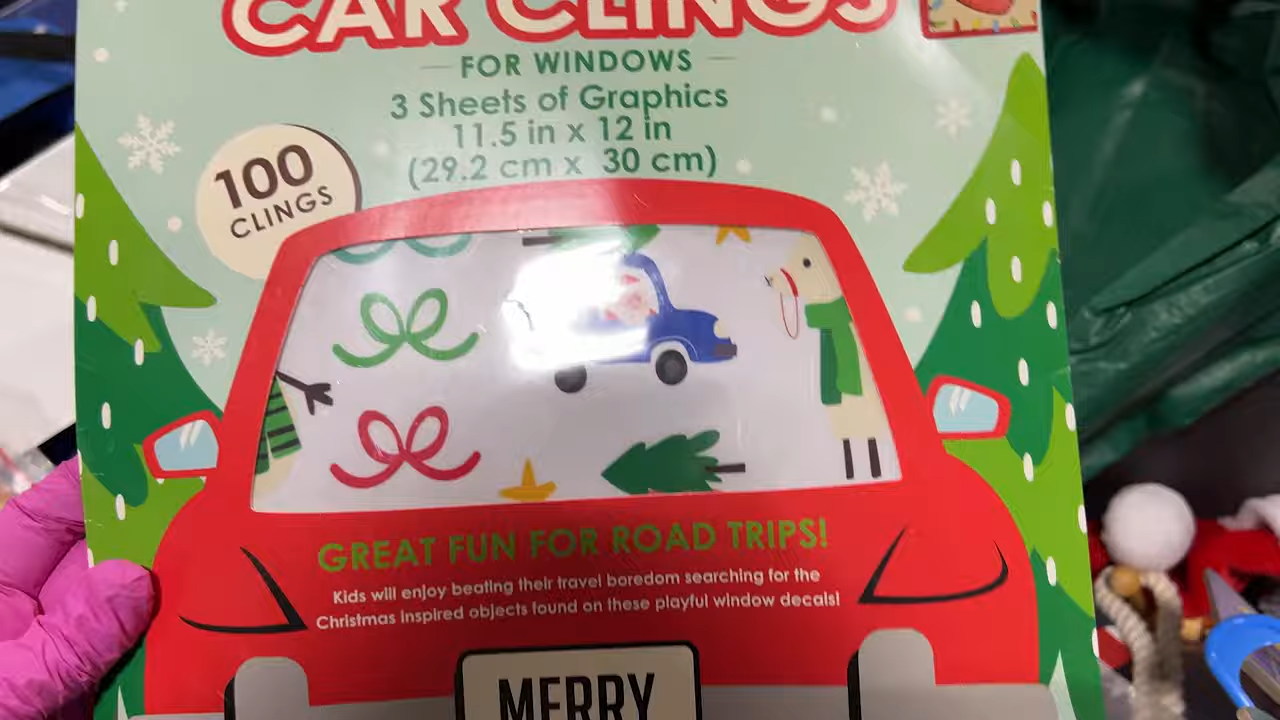 CAR CLINGS
FOR WINDOWS
3 Sheets of Graphics
11.5 in x 12 in
(29.2 cm x 30 cm)
100
CLINGS
GREAT FUN FOR ROAD TRIPS!
Kids will enjoy beating their travel boredom searching for the
Christmas inspired objects found on these playful window decals!
MERRY